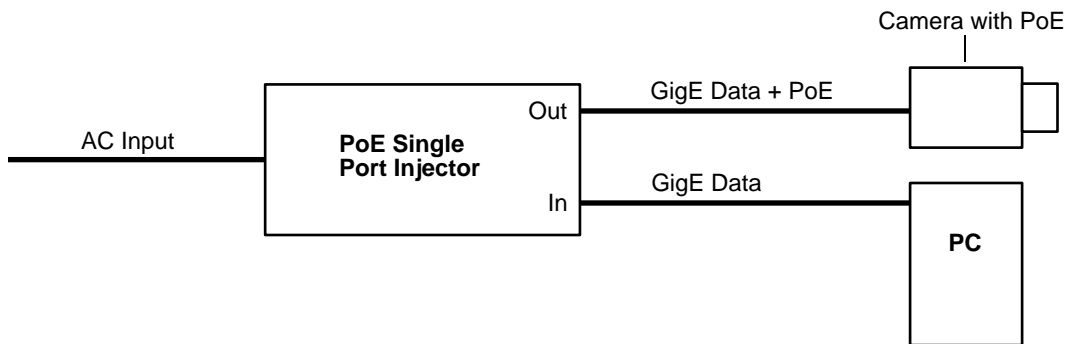 Camera with PoE
GigE Data + PoE
Out
AC Input
PoE Single
Port Injector
GigE Data
In
PC